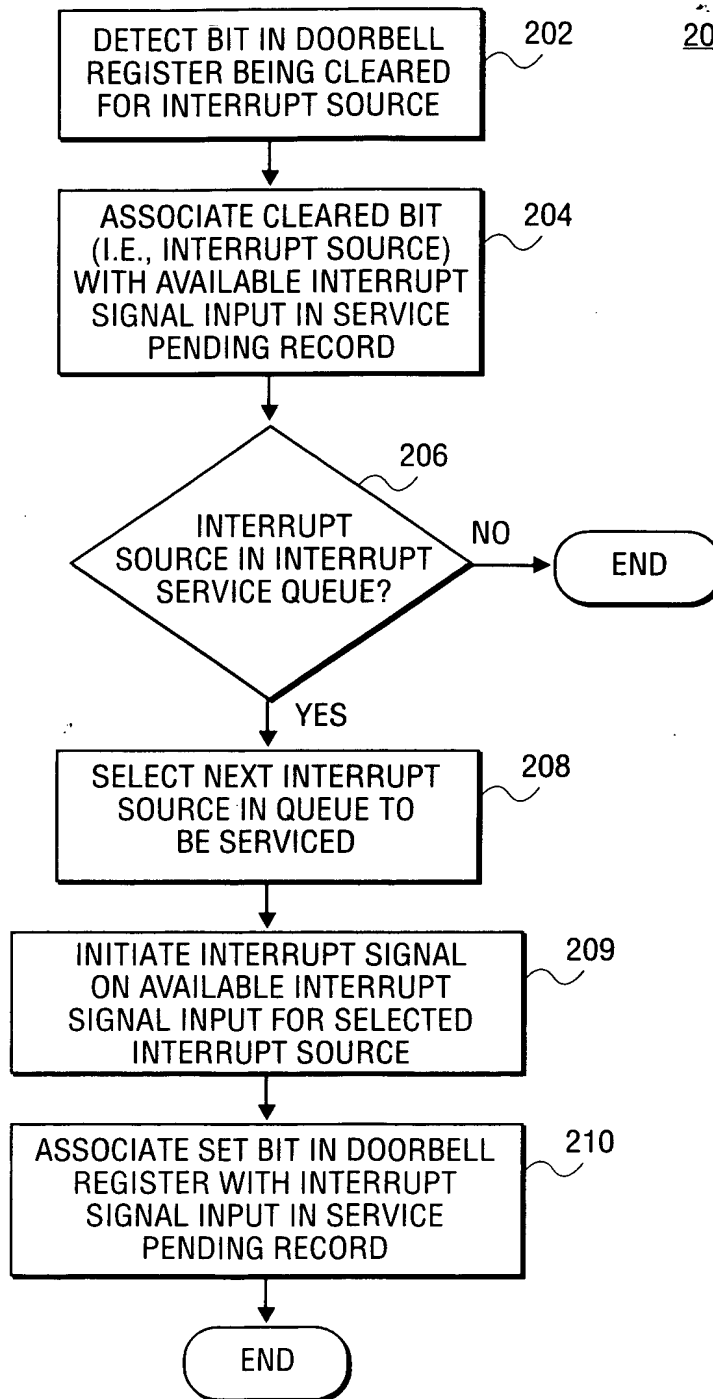 DETECT BIT IN DOORBELL
REGISTER BEING CLEARED
FOR INTERRUPT SOURCE
202
20
ASSOCIATE CLEARED BIT
(I.E., INTERRUPT SOURCE)
WITH AVAILABLE INTERRUPT
SIGNAL INPUT IN SERVICE
PENDING RECORD
204
206
INTERRUPT
SOURCE IN INTERRUPT
SERVICE QUEUE?
NO
END
YES
SELECT NEXT INTERRUPT
SOURCE IN QUEUE TO
BE SERVICED
208
INITIATE INTERRUPT SIGNAL
ON AVAILABLE INTERRUPT
SIGNAL INPUT FOR SELECTED
INTERRUPT SOURCE
209
ASSOCIATE SET BIT IN DOORBELL
REGISTER WITH INTERRUPT
SIGNAL INPUT IN SERVICE
PENDING RECORD
210
END